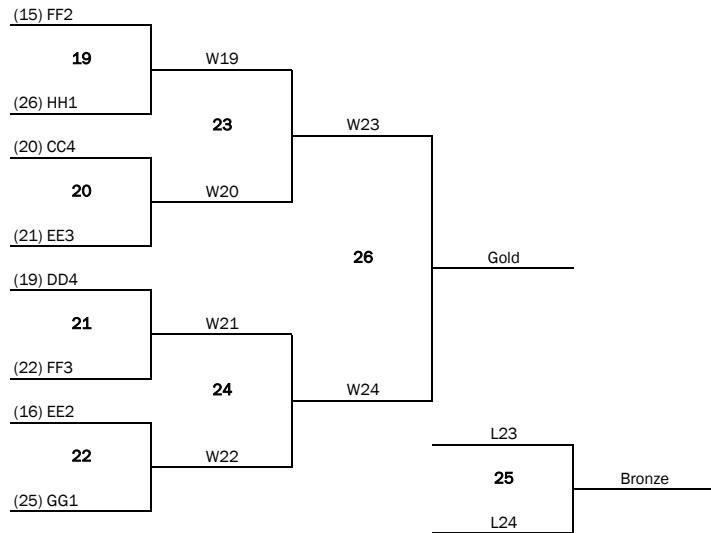 (15) FF2
19
W19
(26) HH1
23
W23
(20) CC4
20
W20
(21) EE3
26
Gold
(19) DD4
21
W21
(22) FF3
24
W24
(16) EE2
22
W22
(25) GG1
L23
25
Bronze
L24